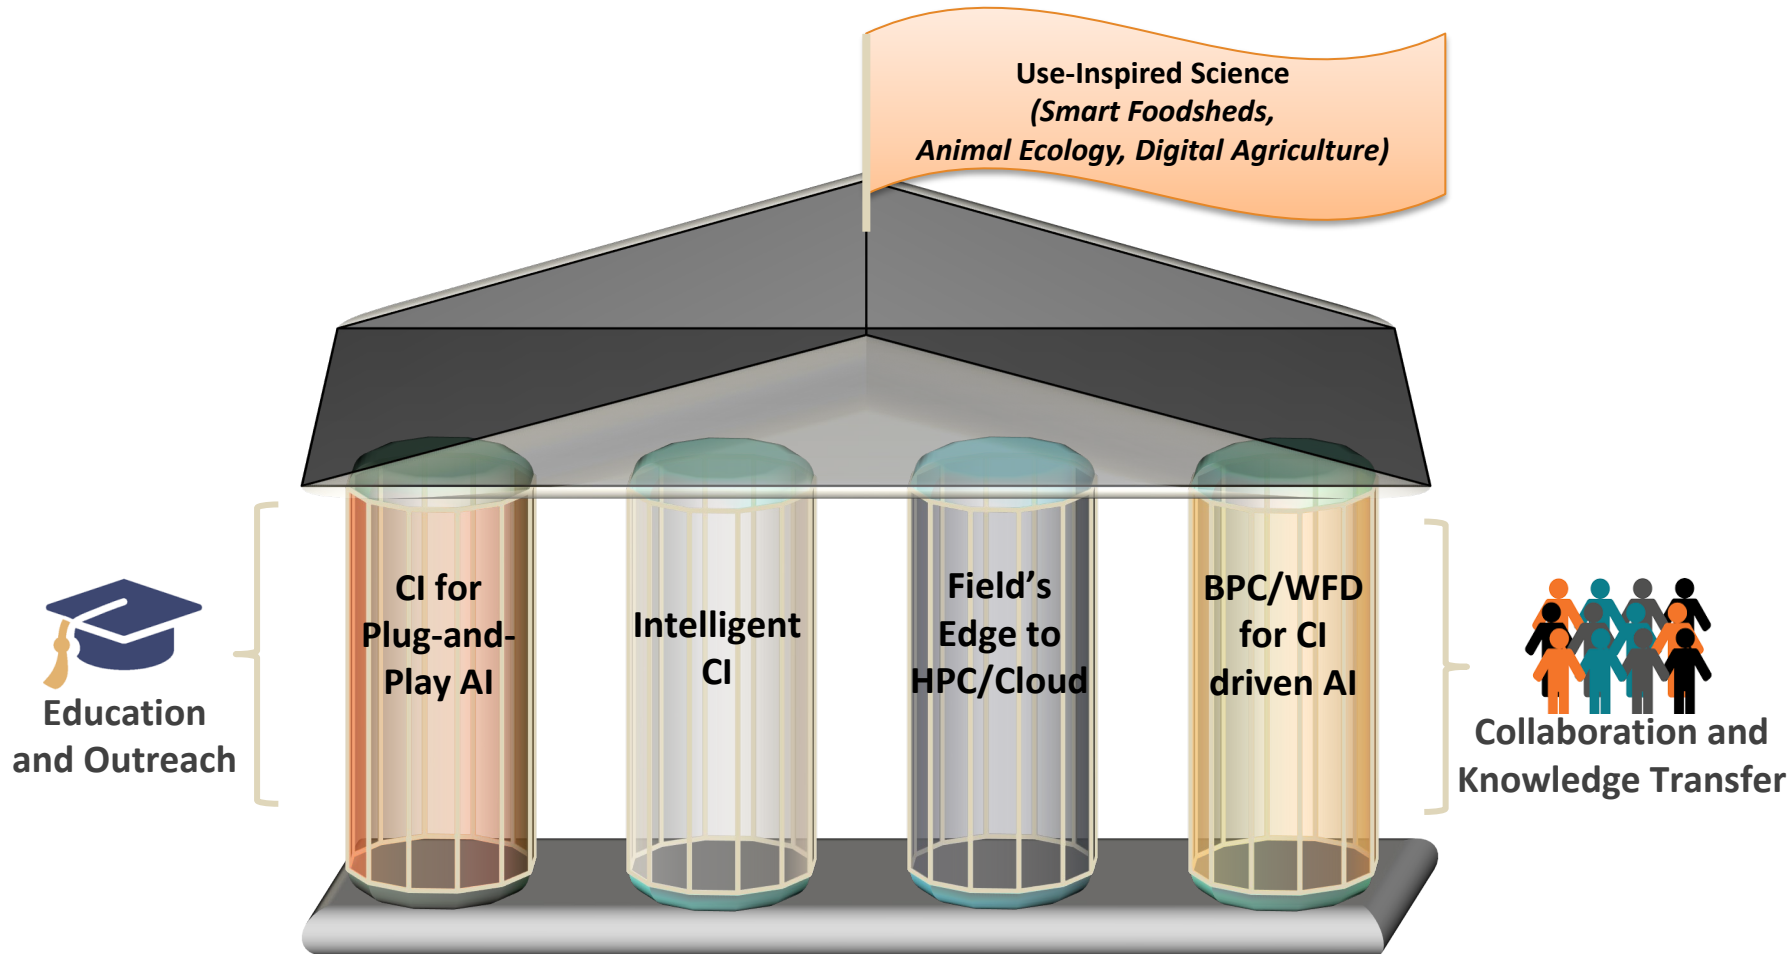 Use-Inspired Science
(Smart Foodsheds,
Animal Ecology, Digital Agriculture)
CI for
Plug-and-
Play AI
Intelligent
CI
Field’s
Edge to
HPC/Cloud
BPC/WFD
for CI
driven AI
Education
and Outreach
Collaboration and
Knowledge Transfer